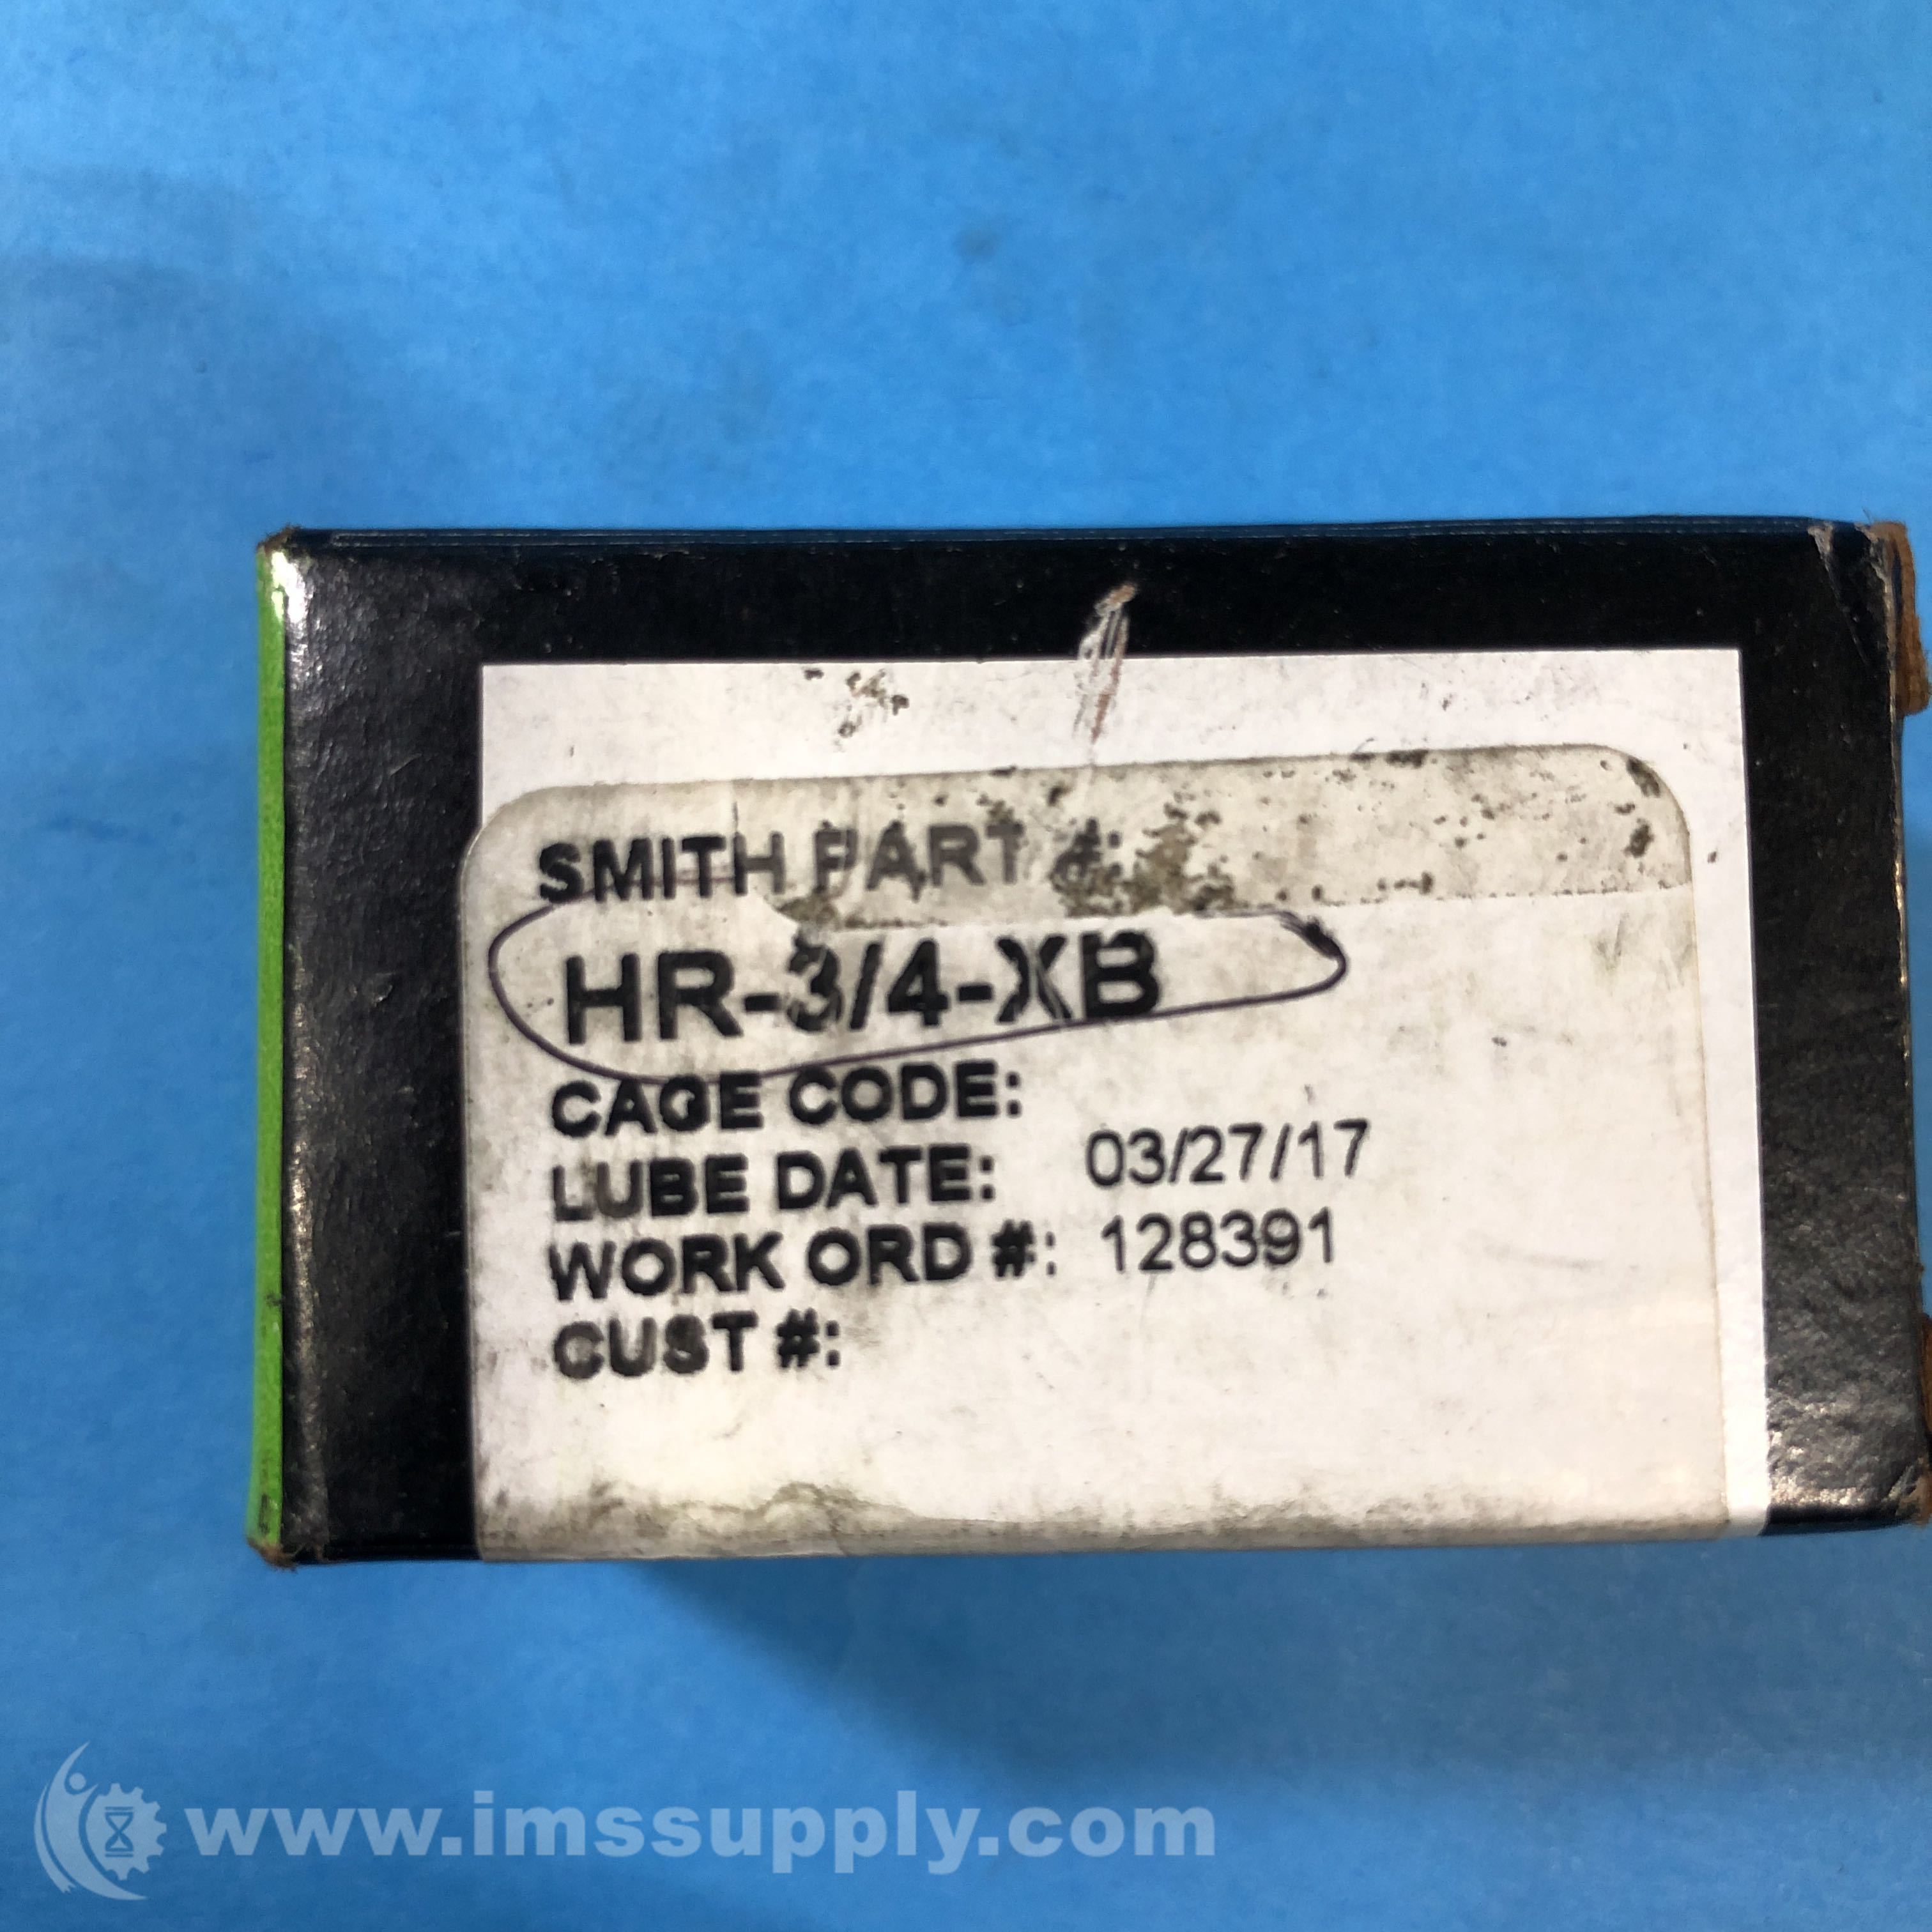 SMITH PART #:
HR-3/4-XB
CAGE CODE:
LUBE DATE: 03/27/17
WORK ORD #: 128391
CUST #:
www.imssupply.com